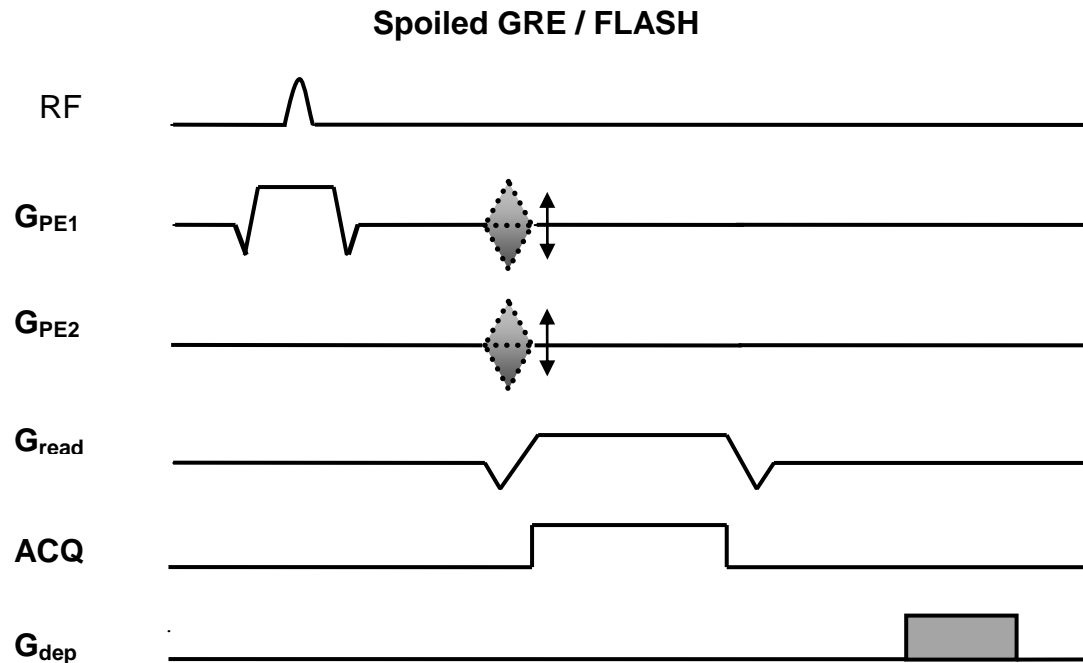 Spoiled GRE / FLASH
RF
GPE1
GPE2
Gread
ACQ
Gdep